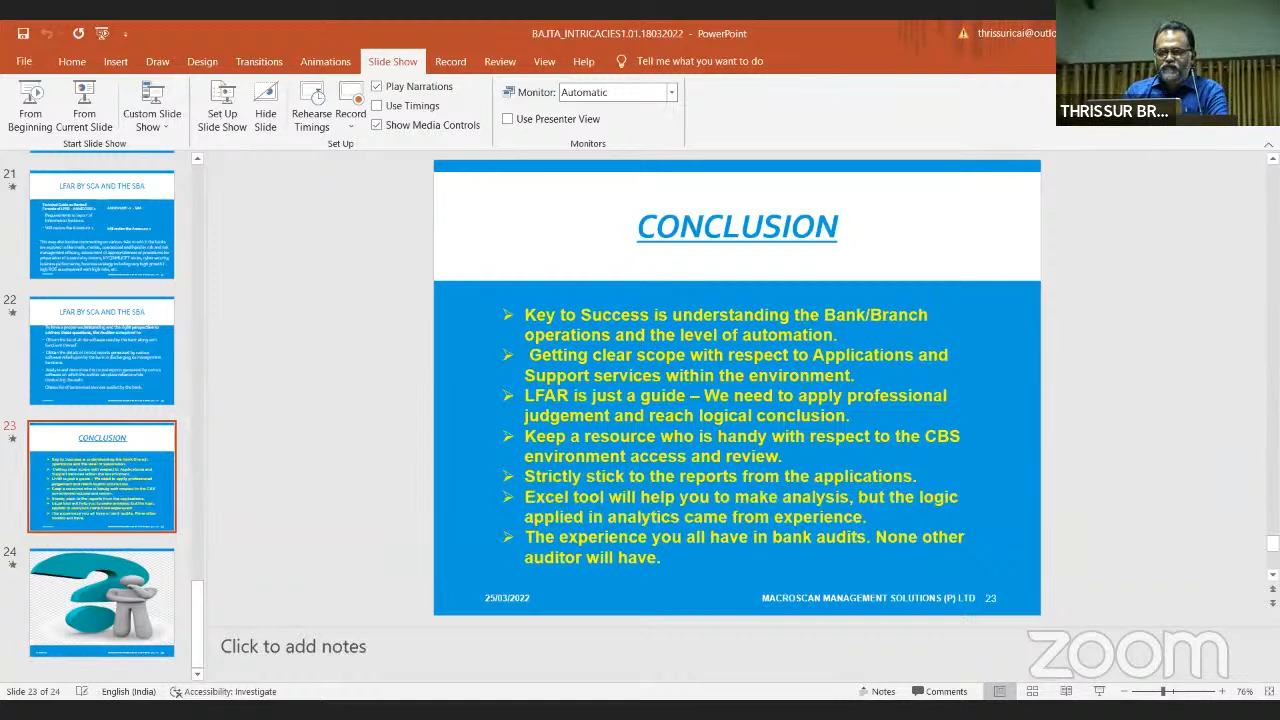 BAJTA_INTRICACIES1.01.18032022 - PowerPoint
thrissuricai@outlo
File Home Insert Draw Design Transitions Animations Slide Show Record Review View Help Tell me what you want to do
THRISSUR BR...
From Beginning
From Current Slide
Custom Slide Show
Set Up Slide Show
Hide Slide
Rehearse Timings
Record
Play Narrations
Use Timings
Show Media Controls
Monitor: Automatic
Use Presenter View
Start Slide Show
Set Up
Monitors
21
LFAR BY SCA AND THE SBA
22
LFAR BY SCA AND THE SBA
23
CONCLUSION
24
CONCLUSION
Key to Success is understanding the Bank/Branch
operations and the level of automation.
Getting clear scope with respect to Applications and
Support services within the environment.
LFAR is just a guide – We need to apply professional
judgement and reach logical conclusion.
Keep a resource who is handy with respect to the CBS
environment access and review.
Strictly stick to the reports from the applications.
Excel tool will help you to make analysis, but the logic
applied in analytics came from experience.
The experience you all have in bank audits. None other
auditor will have.
25/03/2022
MACROSCAN MANAGEMENT SOLUTIONS (P) LTD 23
Click to add notes
zoom
Slide 23 of 24 English (India) Accessibility: Investigate
Notes Comments 76%